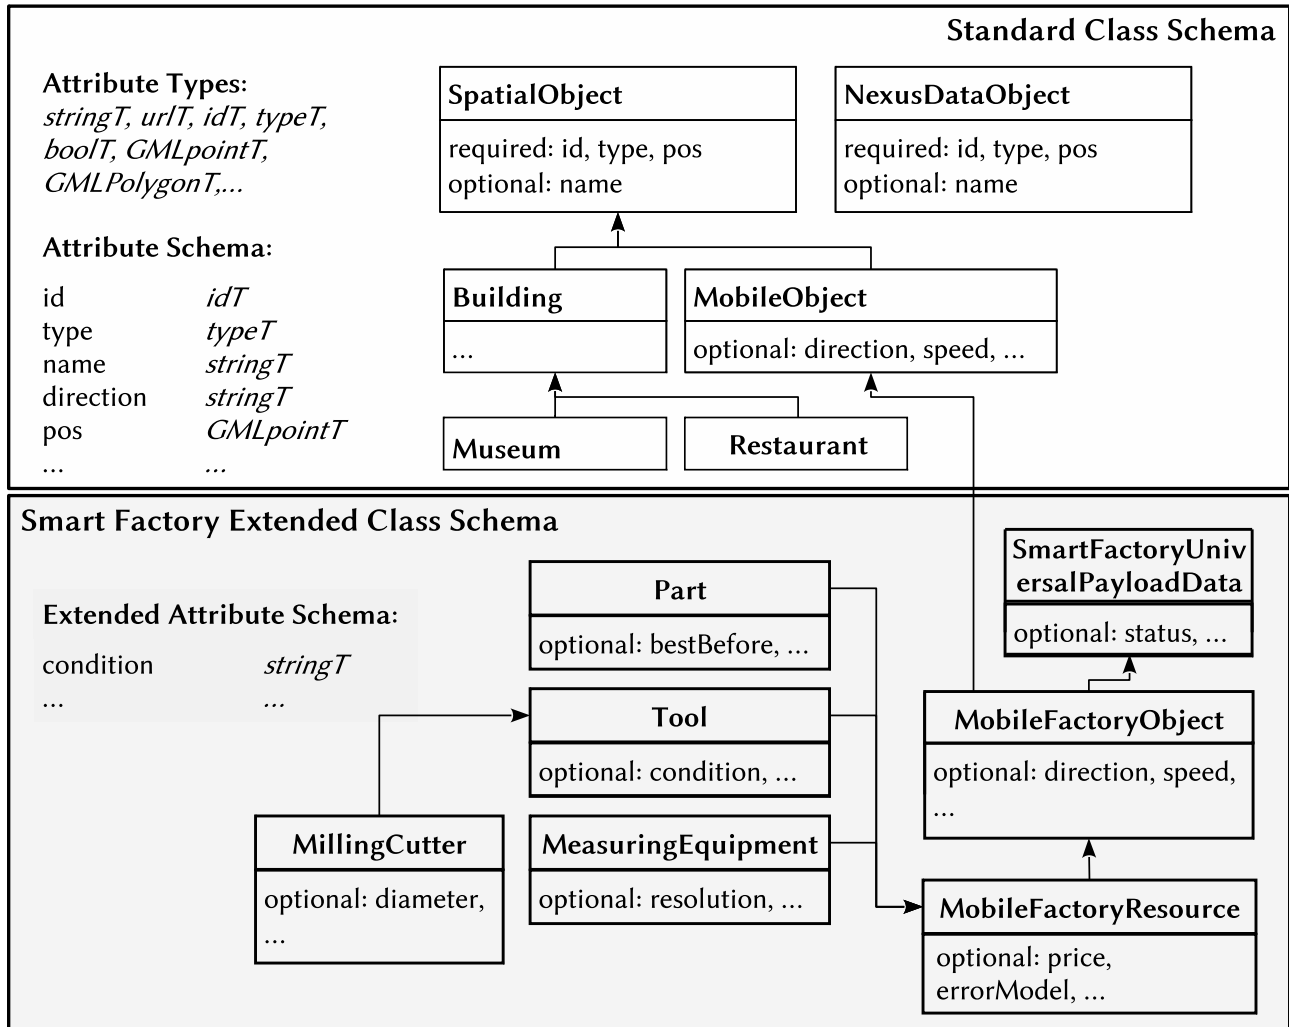 Standard Class Schema
Attribute Types:
stringT, urlT, idT, typeT,
boolT, GMLpointT,
GMLPolygonT,...
Attribute Schema:
id idT
type typeT
name stringT
direction stringT
pos GMLpointT
... ...
SpatialObject
required: id, type, pos
optional: name
NexusDataObject
required: id, type, pos
optional: name
Building
...
MobileObject
optional: direction, speed, ...
Museum
Restaurant
Smart Factory Extended Class Schema
Extended Attribute Schema:
condition stringT
... ...
Part
optional: bestBefore, ...
Tool
optional: condition, ...
MillingCutter
optional: diameter,
...
MeasuringEquipment
optional: resolution, ...
SmartFactoryUniv
ersalPayloadData
optional: status, ...
MobileFactoryObject
optional: direction, speed,
...
MobileFactoryResource
optional: price,
errorModel, ...